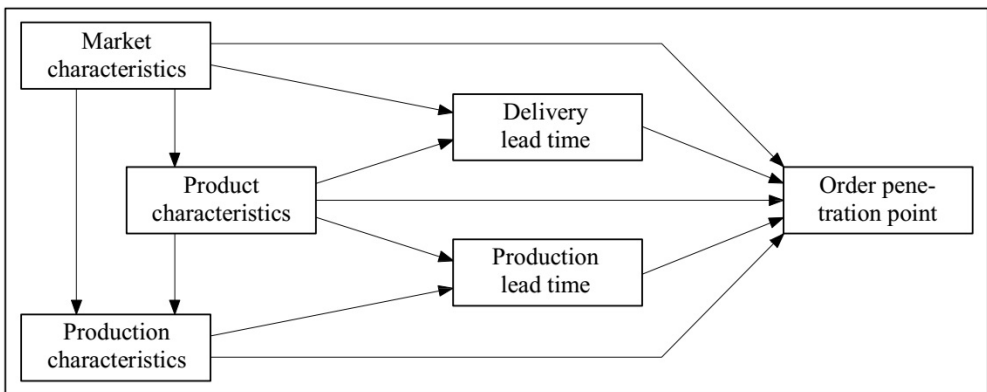 Market
characteristics
Delivery
lead time
Product
characteristics
Order pene-
tration point
Production
lead time
Production
characteristics